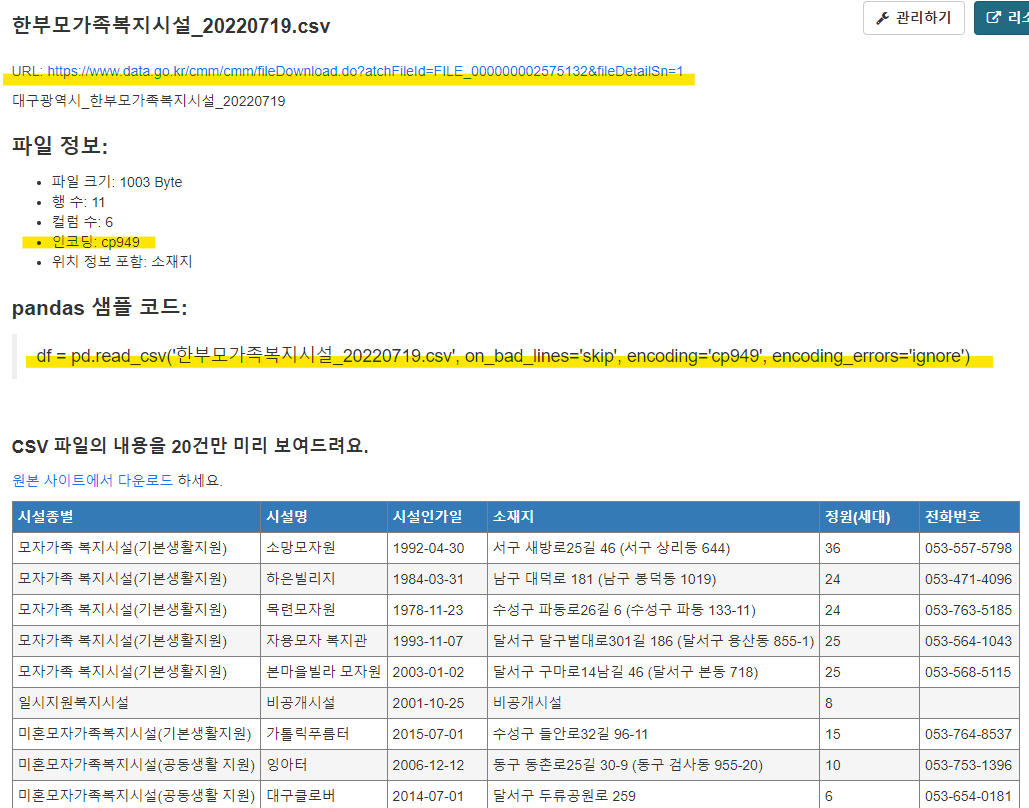 한부모가족복지시설_20220719.csv
관리하기
리소
URL: https://www.data.go.kr/cmm/cmm/fileDownload.do?atchFileId=FILE_000000002575132&fileDetailSn=1
대구광역시_한부모가족복지시설_20220719
파일 정보:
• 파일 크기: 1003 Byte
• 행 수: 11
• 컬럼 수: 6
• 인코딩: cp949
• 위치 정보 포함: 소재지
pandas 샘플 코드:
df = pd.read_csv('한부모가족복지시설_20220719.csv', on_bad_lines='skip', encoding='cp949', encoding_errors='ignore')
CSV 파일의 내용을 20건만 미리 보여드려요.
원본 사이트에서 다운로드 하세요.
시설종별 시설명 시설인가일 소재지 정원(세대) 전화번호
모자가족 복지시설(기본생활지원) 소망모자원 1992-04-30 서구 새방로25길 46 (서구 상리동 644) 36 053-557-5798
모자가족 복지시설(기본생활지원) 하은빌리지 1984-03-31 남구 대덕로 181 (남구 봉덕동 1019) 24 053-471-4096
모자가족 복지시설(기본생활지원) 목련모자원 1978-11-23 수성구 파동로26길 6 (수성구 파동 133-11) 24 053-763-5185
모자가족 복지시설(기본생활지원) 자용모자 복지관 1993-11-07 달서구 달구벌대로301길 186 (달서구 용산동 855-1) 25 053-564-1043
모자가족 복지시설(기본생활지원) 본마을빌라 모자원 2003-01-02 달서구 구마로14남길 46 (달서구 본동 718) 25 053-568-5115
일시지원복지시설 비공개시설 2001-10-25 비공개시설 8
미혼모자가족복지시설(기본생활지원) 가톨릭푸름터 2015-07-01 수성구 들안로32길 96-11 15 053-764-8537
미혼모자가족복지시설(공동생활 지원) 잉아터 2006-12-12 동구 동촌로25길 30-9 (동구 검사동 955-20) 10 053-753-1396
미혼모자가족복지시설(공동생활 지원) 대구클로버 2014-07-01 달서구 두류공원로 259 6 053-654-0181